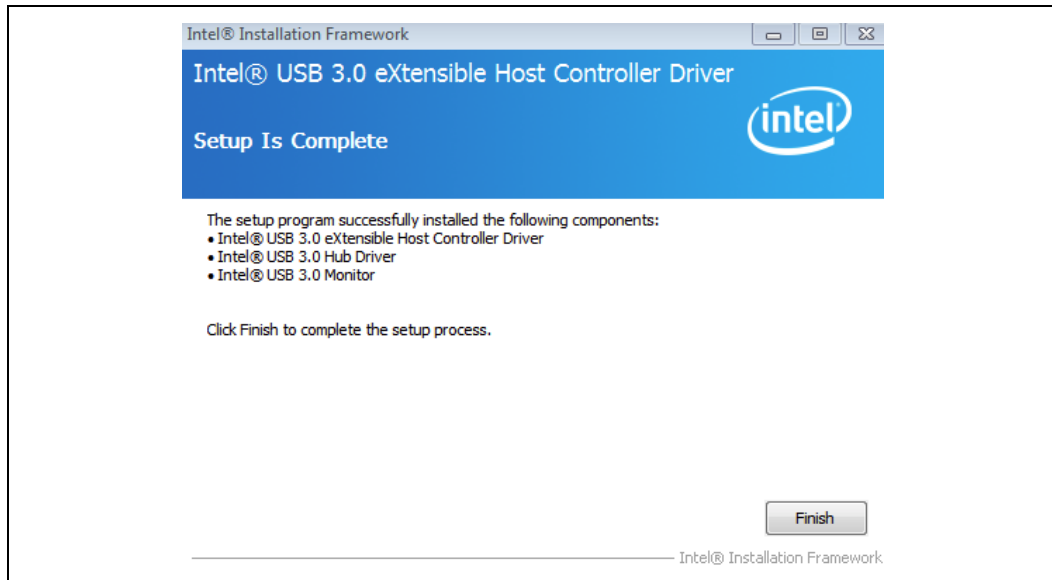 Intel® Installation Framework
Intel® USB 3.0 eXtensible Host Controller Driver
intel
Setup Is Complete
The setup program successfully installed the following components:
• Intel® USB 3.0 eXtensible Host Controller Driver
• Intel® USB 3.0 Hub Driver
• Intel® USB 3.0 Monitor
Click Finish to complete the setup process.
Finish
Intel® Installation Framework